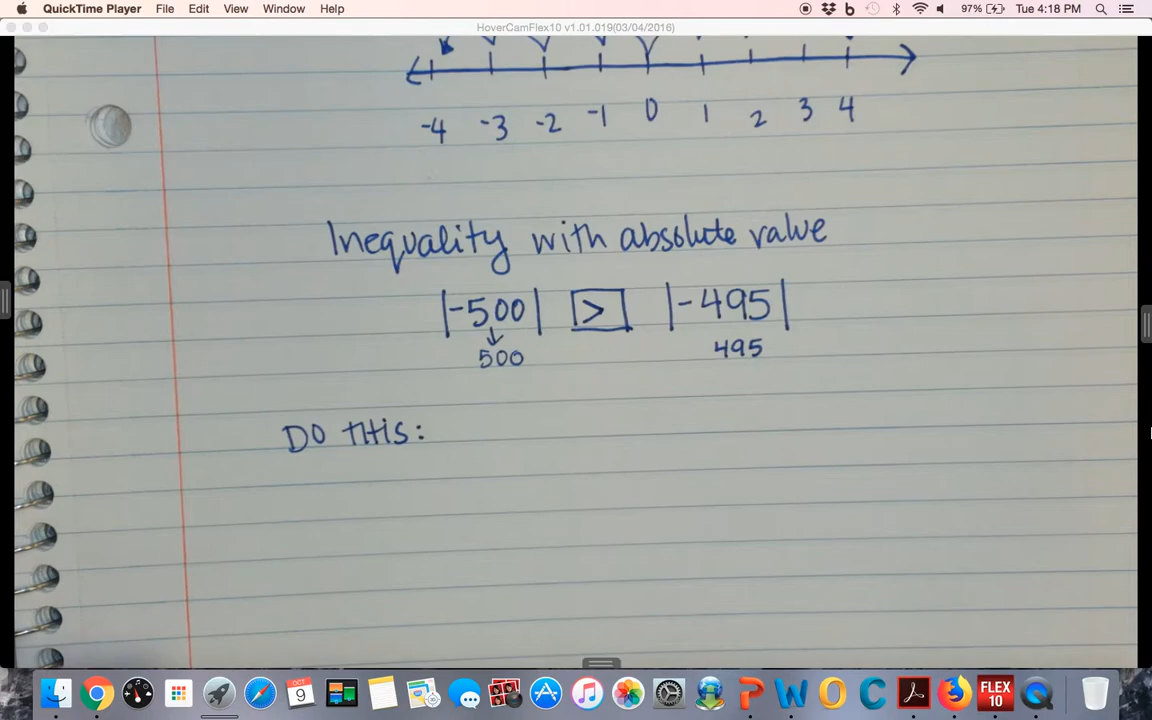 QuickTime Player File Edit View Window Help 97% Tue 4:18 PM
HoverCamFlex10 v1.01.019(03/04/2016)
-4 -3 -2 -1 0 1 2 3 4
Inequality with absolute value
|-500| > |-495|
500 495
DO THIS:
OCT
9
FLEX
10